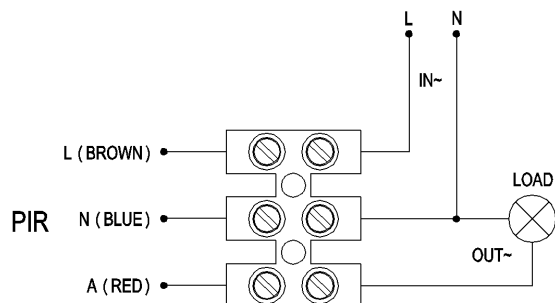 L N
IN~
L ( BROWN )
LOAD
PIR N ( BLUE )
OUT~
A ( RED )